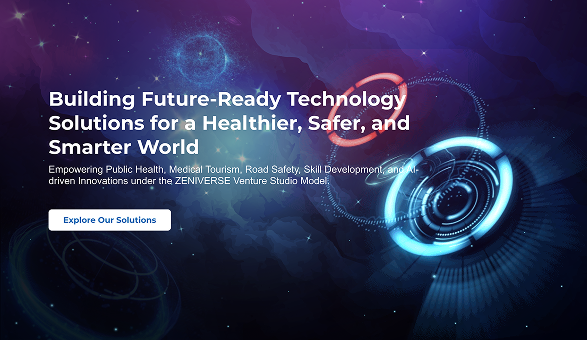 Building Future-Ready Technology
Solutions for a Healthier, Safer, and
Smarter World
Empowering Public Health, Medical Tourism, Road Safety, Skill Development, and AI-
driven Innovations under the ZENIVERSE Venture Studio Model.
Explore Our Solutions